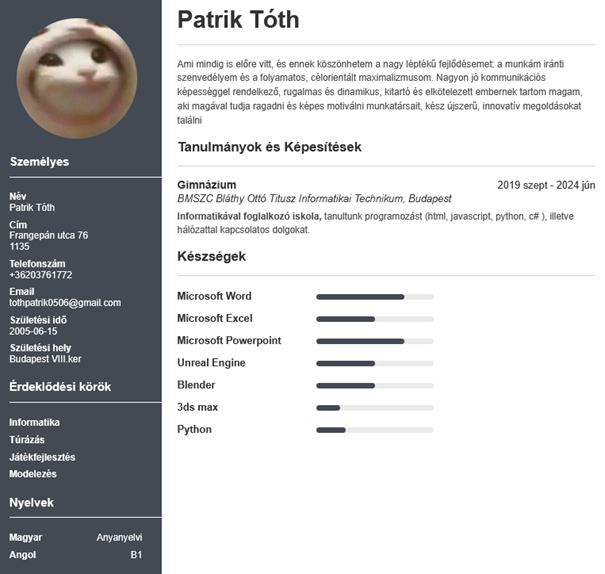 Patrik Tóth
Ami mindig is előre vitt, és ennek köszönhetem a nagy léptékű fejlődésemet: a munkám iránti
szenvedélyem és a folyamatos, célorientált maximalizmusom. Nagyon jó kommunikációs
képességgel rendelkező, rugalmas és dinamikus, kitartó és elkötelezett embernek tartom magam,
aki magával tudja ragadni és képes motiválni munkatársait, kész újszerű, innovatív megoldásokat
találni
Tanulmányok és Képesítések
Gimnázium 2019 szept - 2024 jún
BMSZC Bláthy Ottó Titusz Informatikai Technikum, Budapest
Informatikával foglalkozó iskola, tanultunk programozást (html, javascript, python, c# ), illetve
hálózattal kapcsolatos dolgokat.
Készségek
Microsoft Word
Microsoft Excel
Microsoft Powerpoint
Unreal Engine
Blender
3ds max
Python
Személyes
Név
Patrik Tóth
Cím
Frangepán utca 76
1135
Telefonszám
+36203761772
Email
tothpatrik0506@gmail.com
Születési idő
2005-06-15
Születési hely
Budapest VIII.ker
Érdeklődési körök
Informatika
Túrázás
Játékfejlesztés
Modelezés
Nyelvek
Magyar Anyanyelvi
Angol B1